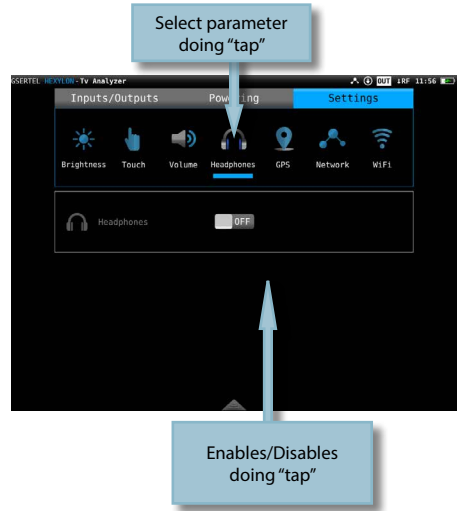 Select parameter
doing “tap”
GSERTEL HEXYLON-Tv Analyzer OUT RF 11:56
Inputs/Outputs Powering Settings
Brightness Touch Volume Headphones GPS Network WiFi
Headphones OFF
Enables/Disables
doing “tap”